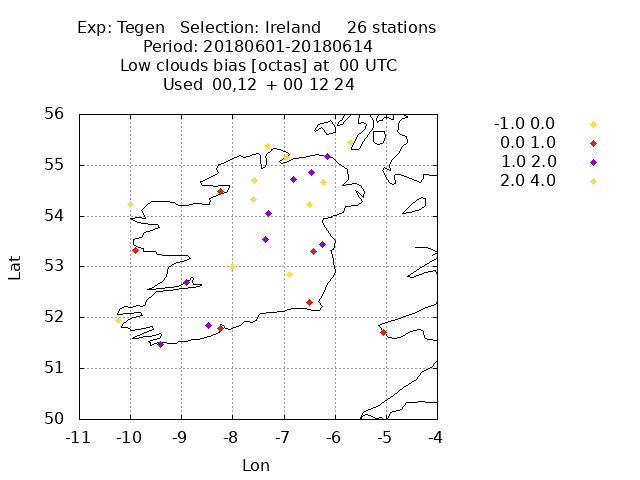 Exp: Tegen Selection: Ireland 26 stations
Period: 20180601-20180614
Low clouds bias [octas] at 00 UTC
Used 00,12 + 00 12 24
-1.0 0.0
0.0 1.0
1.0 2.0
2.0 4.0
56
55
54
53
52
51
50
Lat
-11 -10 -9 -8 -7 -6 -5 -4
Lon